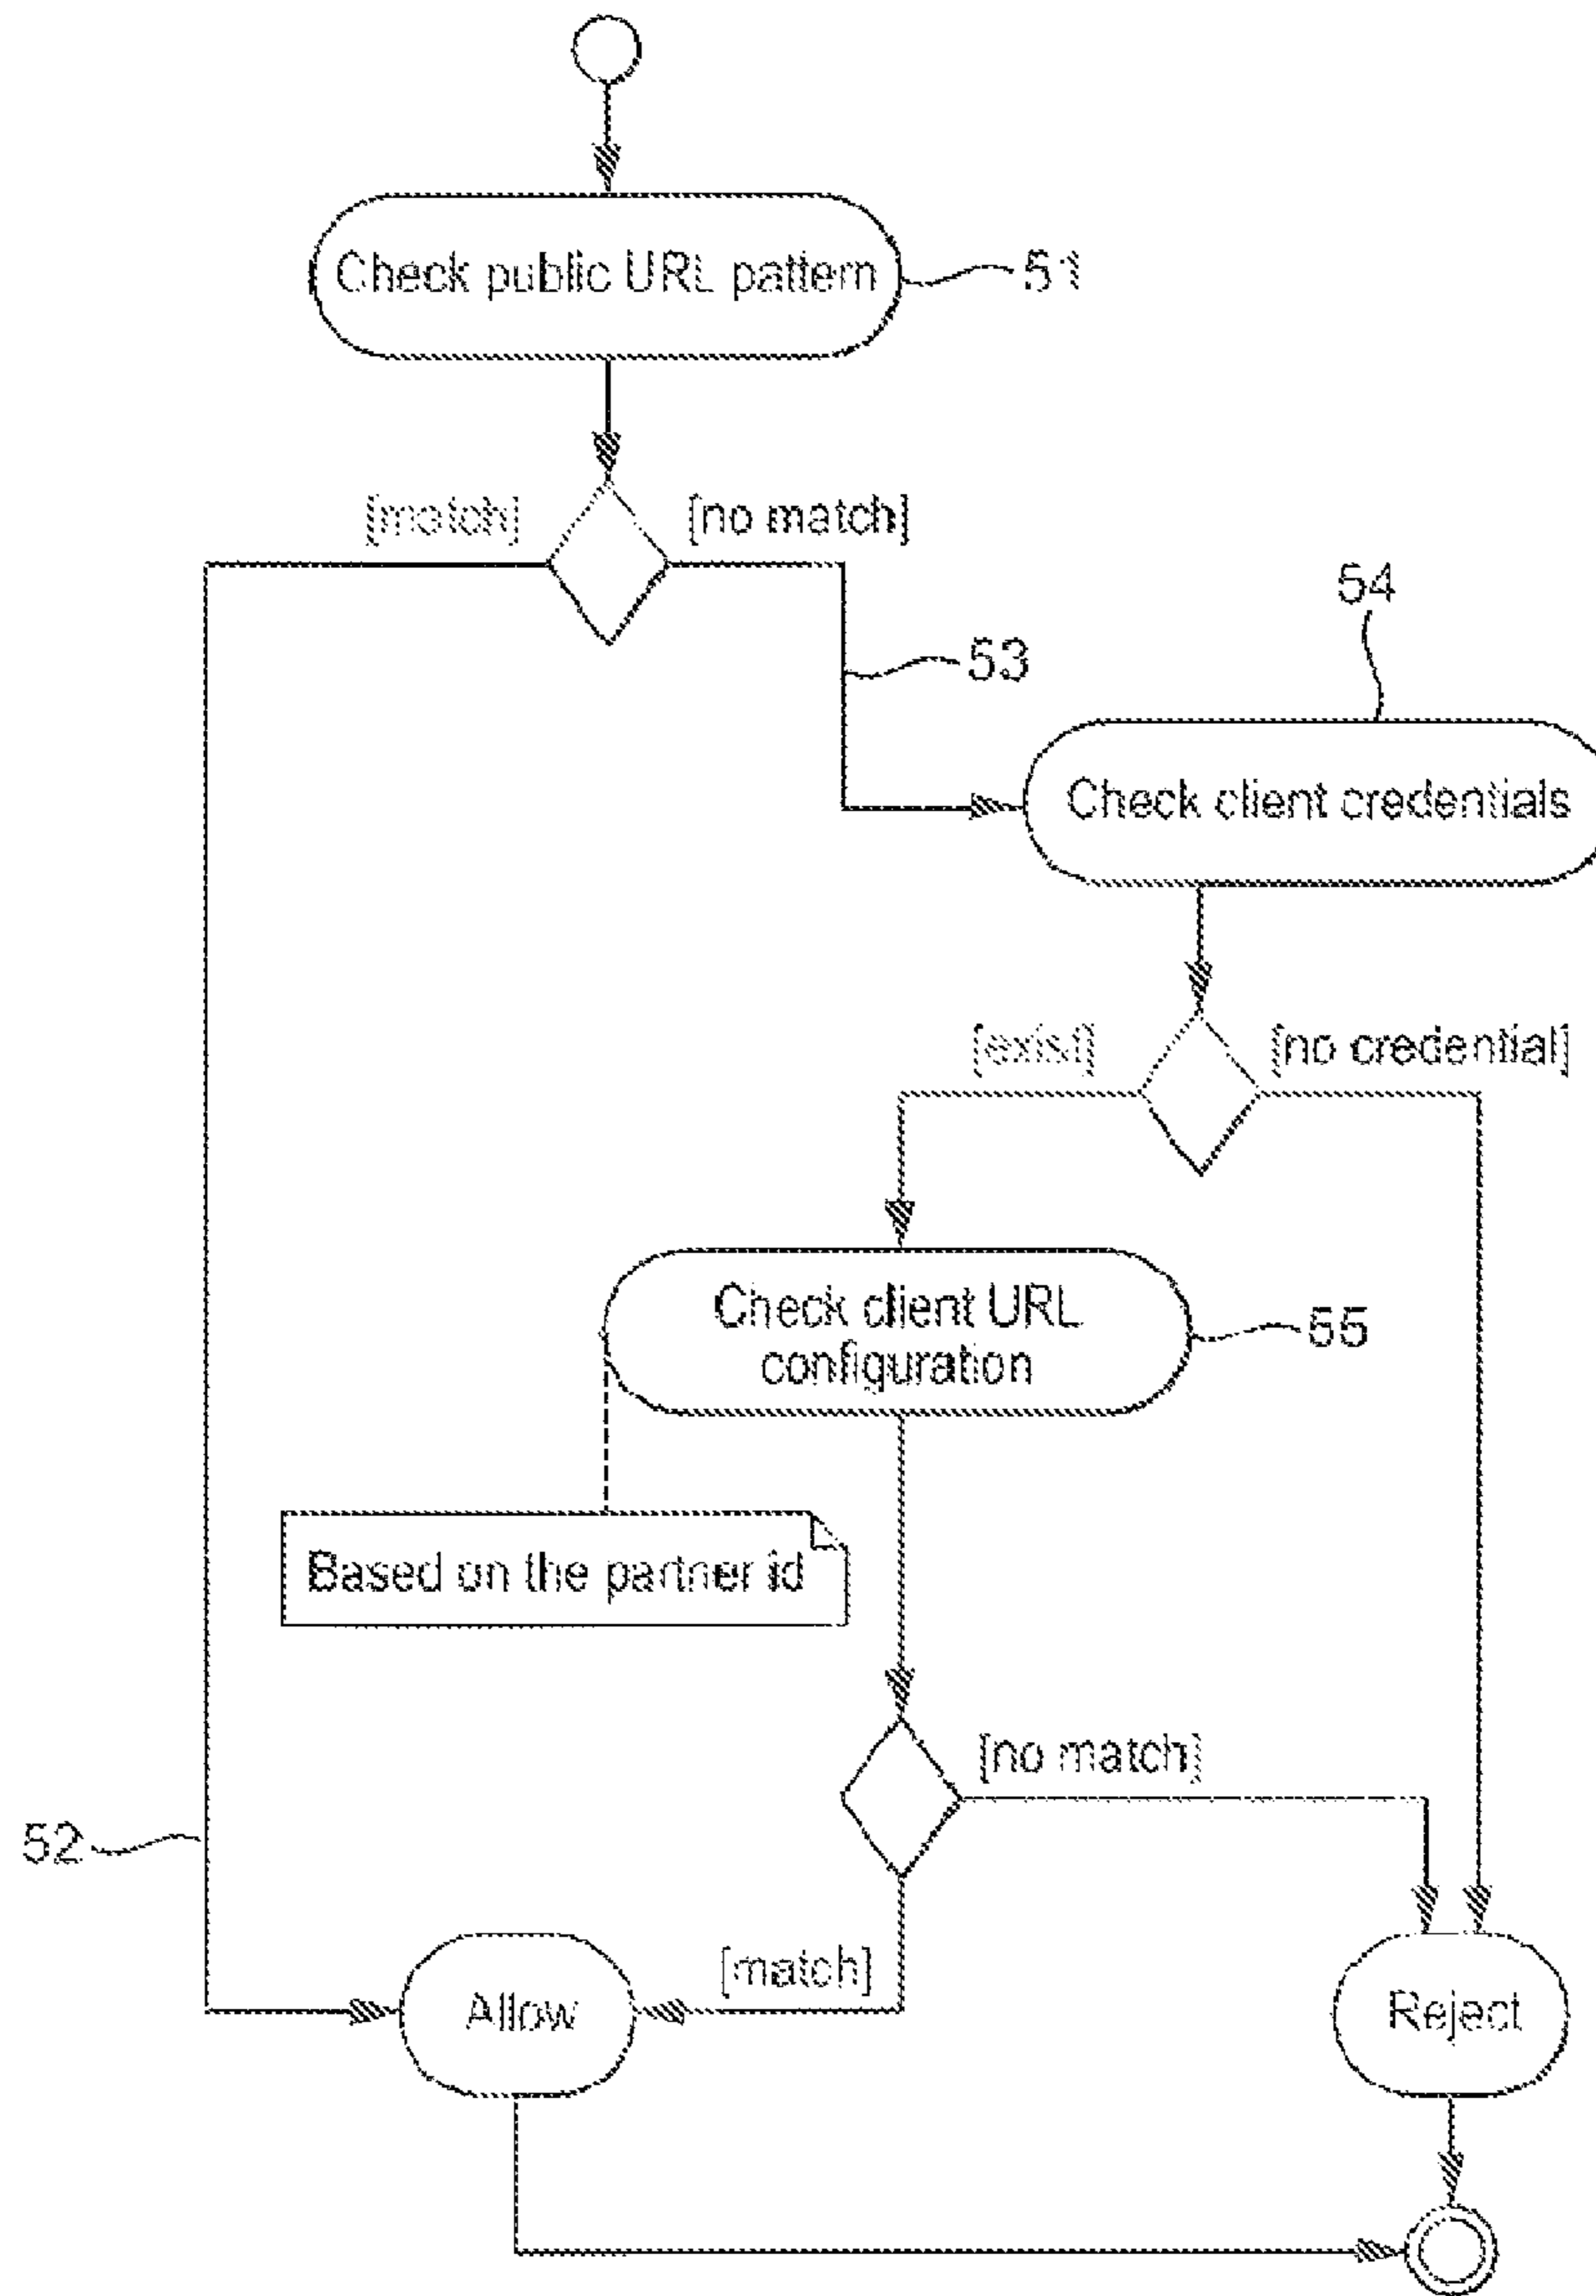 Check public URL pattern
51
[match]
[no match]
54
53
Check client credentials
[exist]
[no credential]
Check client URL
configuration
55
Based on the partner id
[no match]
52
[match]
Allow
Reject